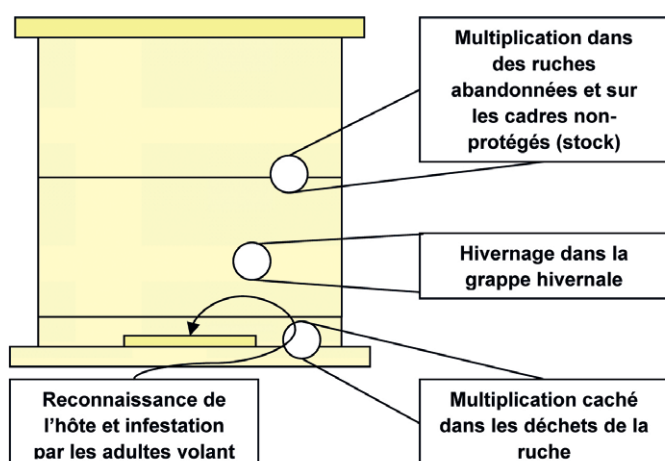 Multiplication dans
des ruches
abandonnées et sur
les cadres non-
protégés (stock)
Hivernage dans la
grappe hivernale
Reconnaissance de
l'hôte et infestation
par les adultes volant
Multiplication caché
dans les déchets de la
ruche